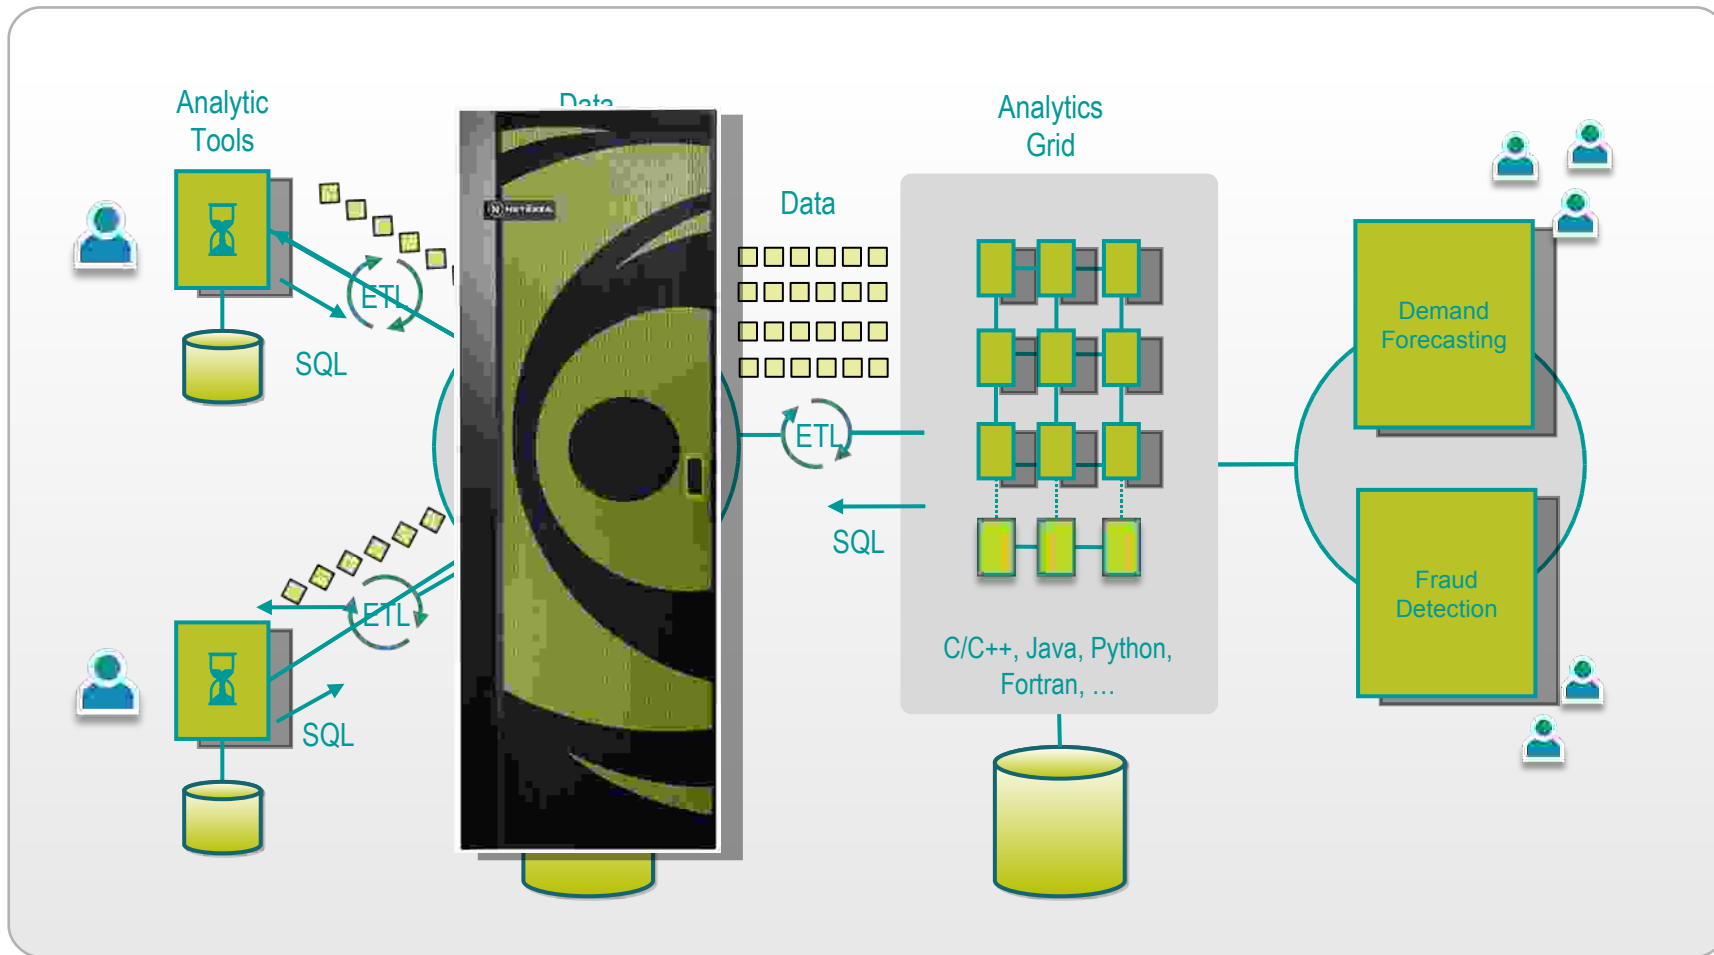 Analytic
Tools
Data
Analytics
Grid
Data
NETEZZA
ETL
SQL
ETL
SQL
ETL
SQL
C/C++, Java, Python,
Fortran, …
Demand
Forecasting
Fraud
Detection